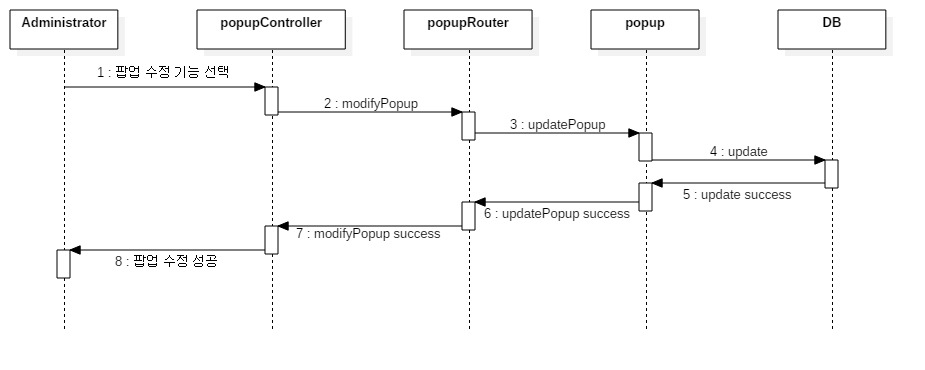 Administrator
popupController
popupRouter
popup
DB
1 : 팝업 수정 기능 선택
2 : modifyPopup
3 : updatePopup
4 : update
5 : update success
6 : updatePopup success
7 : modifyPopup success
8 : 팝업 수정 성공